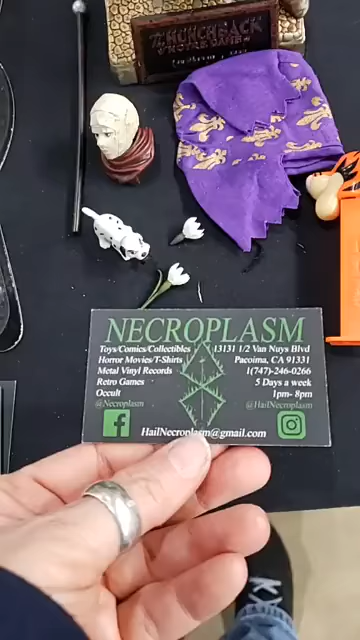 HUNCHBACK
NOTRE DAME
NECROPLASM
Toys/Comics/Collectibles 13131 1/2 Van Nuys Blvd
Horror Movies/T-Shirts Pacoima, CA 91331
Metal Vinyl Records 1(747)-246-0266
Retro Games 5 Days a week
Occult 1pm- 8pm
@Necroplasm @HailNecroplasm
HailNecroplasm@gmail.com